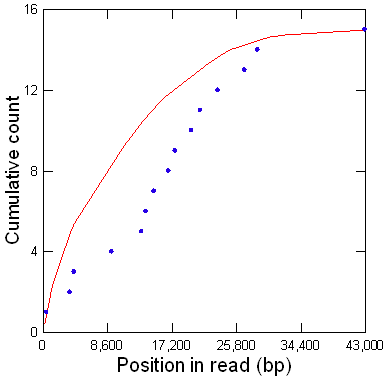 16
12
8
4
0
Cumulative count
0 8,600 17,200 25,800 34,400 43,000
Position in read (bp)